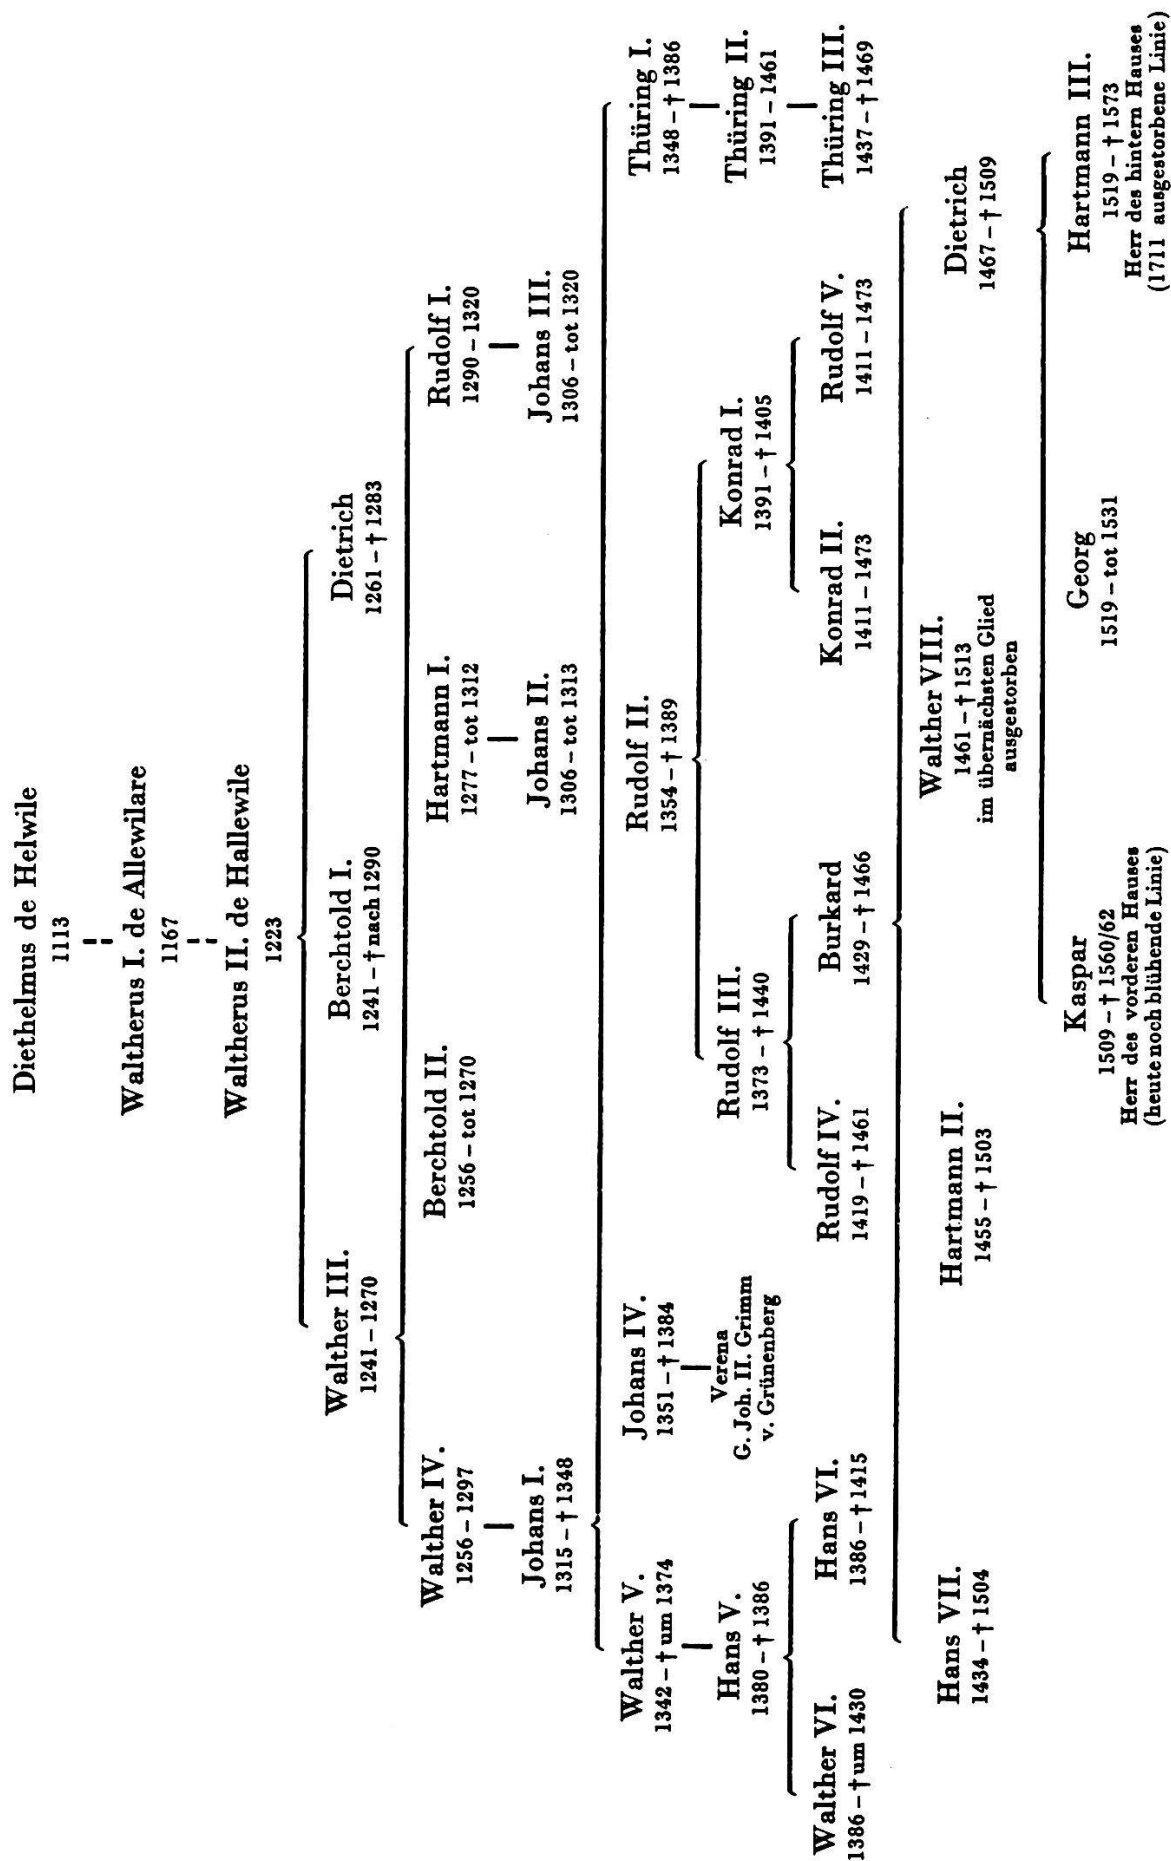 Diethelmus de Helwile
1113
Waltherus I. de Allewilare
1167
Waltherus II. de Hallewile
1223
Walther III.
1241 – 1270
Berchtold I.
1241 – † nach 1290
Dietrich
1261 – † 1283
Walther IV.
1256 – 1297
Berchtold II.
1256 – tot 1270
Hartmann I.
1277 – tot 1312
Rudolf I.
1290 – 1320
Johans I.
1315 – † 1348
Johans II.
1306 – tot 1313
Johans III.
1306 – tot 1320
Walther V.
1342 – † um 1374
Johans IV.
1351 – † 1384
Rudolf II.
1354 – † 1389
Thüring I.
1348 – † 1386
Hans V.
1380 – † 1386
Verena
G. Joh. II. Grimm
v. Grünenberg
Rudolf III.
1373 – † 1440
Konrad I.
1391 – † 1405
Thüring II.
1391 – 1461
Walther VI.
1386 – † um 1430
Hans VI.
1386 – † 1415
Rudolf IV.
1419 – † 1461
Burkard
1429 – † 1466
Konrad II.
1411 – 1473
Rudolf V.
1411 – 1473
Thüring III.
1437 – † 1469
Hans VII.
1434 – † 1504
Hartmann II.
1455 – † 1503
Walther VIII.
1461 – † 1513
im übernächsten Glied
ausgestorben
Dietrich
1467 – † 1509
Kaspar
1509 – † 1560/62
Herr des vorderen Hauses
(heute noch blühende Linie)
Georg
1519 – tot 1531
Hartmann III.
1519 – † 1573
Herr des hintern Hauses
(1711 ausgestorbene Linie)